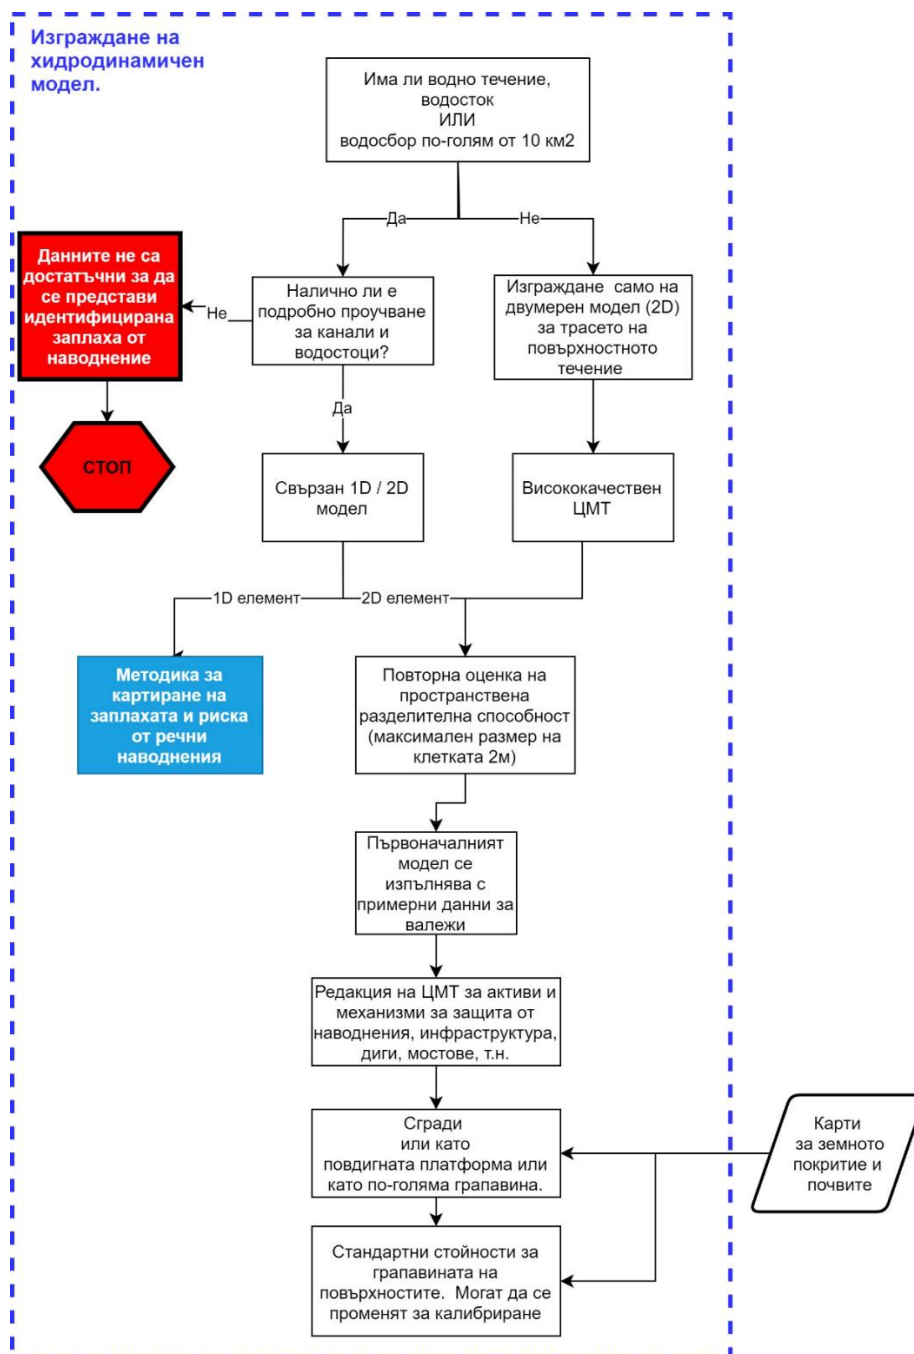 Изграждане на
хидродинамичен
модел.
Има ли водно течение,
водосток
ИЛИ
водосбор по-голям от 10 км2
Да
Не
Данните не са
достатъчни за да
се представи
идентифицирана
заплаха от
наводнение
Не
Налично ли е
подробно проучване
за канали и
водостоци?
Изграждане само на
двумерен модел (2D)
за трасето на
повърхностното
течение
Да
СТОП
Свързан 1D / 2D
модел
Висококачествен
ЦМТ
1D елемент
2D елемент
Методика за
картиране на
заплахата и риска
от речни
наводнения
Повторна оценка на
пространствена
разделителна способност
(максимален размер на
клетката 2м)
Първоначалният
модел се
изпълнява с
примерни данни за
валежи
Редакция на ЦМТ за активи и
механизми за защита от
наводнения, инфраструктура,
диги, мостове, т.н.
Сгради
или като
повдигната платформа или
като по-голяма грапавина.
Карти
за земното
покритие и
почвите
Стандартни стойности за
грапавината на
повърхностите. Могат да се
променят за калибриране